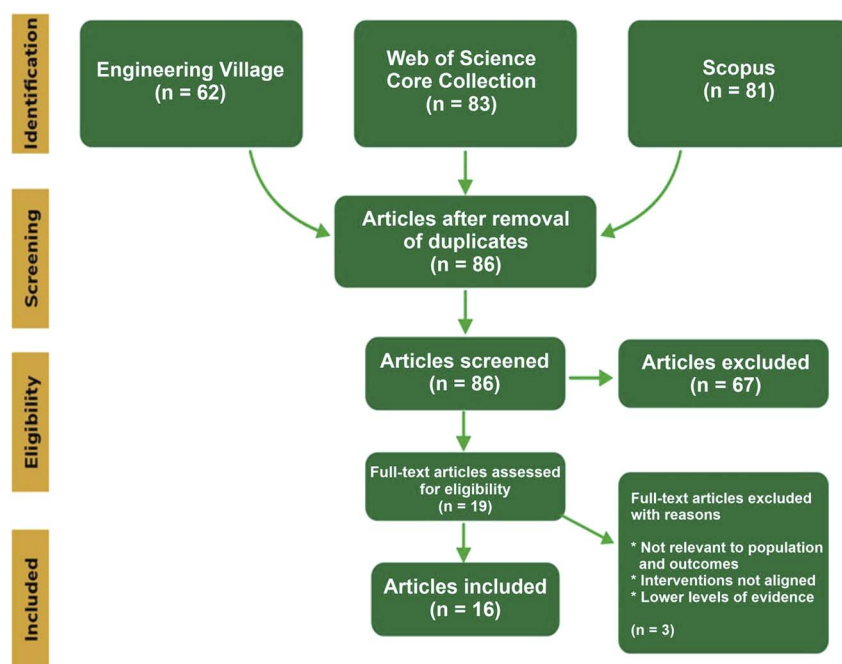 Identification
Engineering Village
(n = 62)
Web of Science
Core Collection
(n = 83)
Scopus
(n = 81)
Screening
Articles after removal
of duplicates
(n = 86)
Eligibility
Articles screened
(n = 86)
Articles excluded
(n = 67)
Full-text articles assessed
for eligibility
(n = 19)
Full-text articles excluded
with reasons
* Not relevant to population
and outcomes
* Interventions not aligned
* Lower levels of evidence
(n = 3)
Included
Articles included
(n = 16)